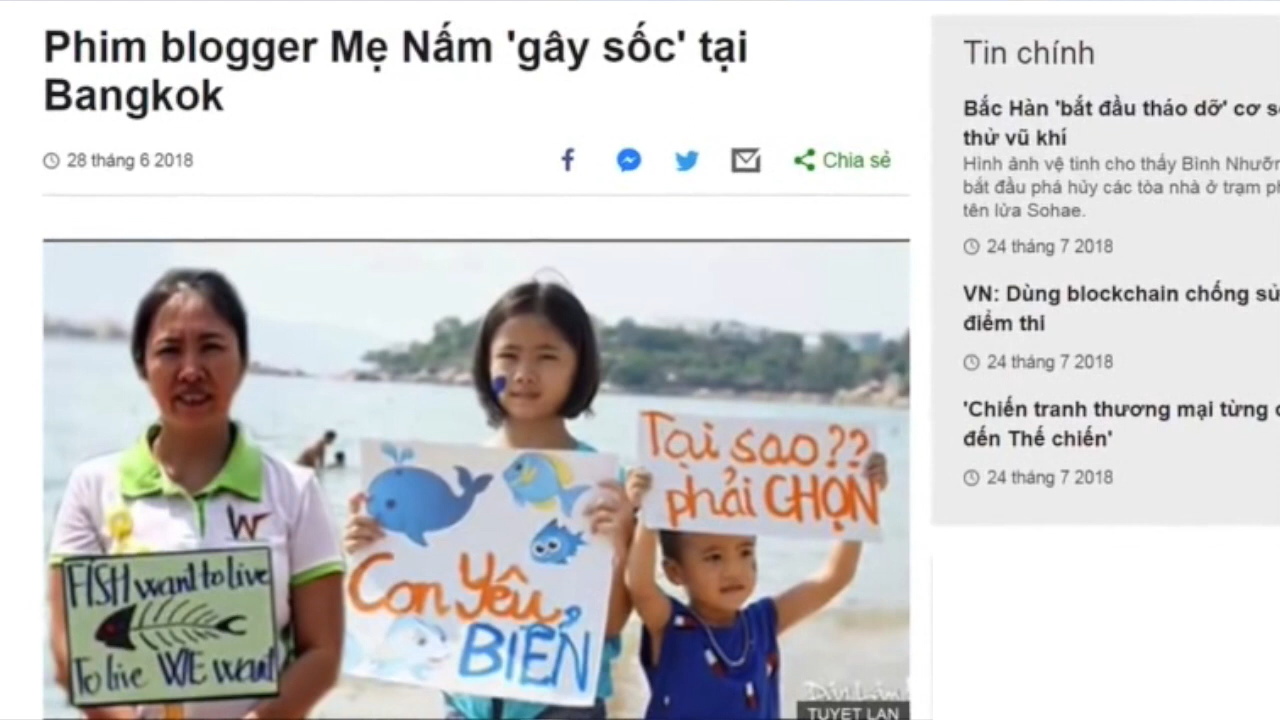 Phim blogger Mẹ Nấm 'gây sốc' tại
Bangkok
28 tháng 6 2018
Chia sẻ
FISH want to live
To live WE want
Con Yêu
BIỂN
Tại sao??
phải CHỌN
TUYET LAN
Tin chính
Bắc Hàn 'bắt đầu tháo dỡ' cơ
thử vũ khí
Hình ảnh vệ tinh cho thấy Bình
bắt đầu phá hủy các tòa nhà ở trạm
tên lửa Sohae.
24 tháng 7 2018
VN: Dùng blockchain chống
điểm thi
24 tháng 7 2018
'Chiến tranh thương mại từng
đến Thế chiến'
24 tháng 7 2018